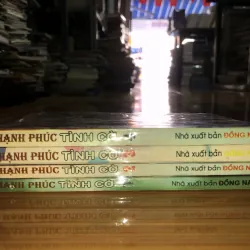 HẠNH PHÚC TÌNH CỜ Nhà xuất bản ĐỒNG NA
HẠNH PHÚC TÌNH CỜ Nhà xuất bản
HẠNH PHÚC TÌNH CỜ Nhà xuất bản ĐỒNG N
HẠNH PHÚC TÌNH CỜ Nhà xuất bản ĐỒNG NA